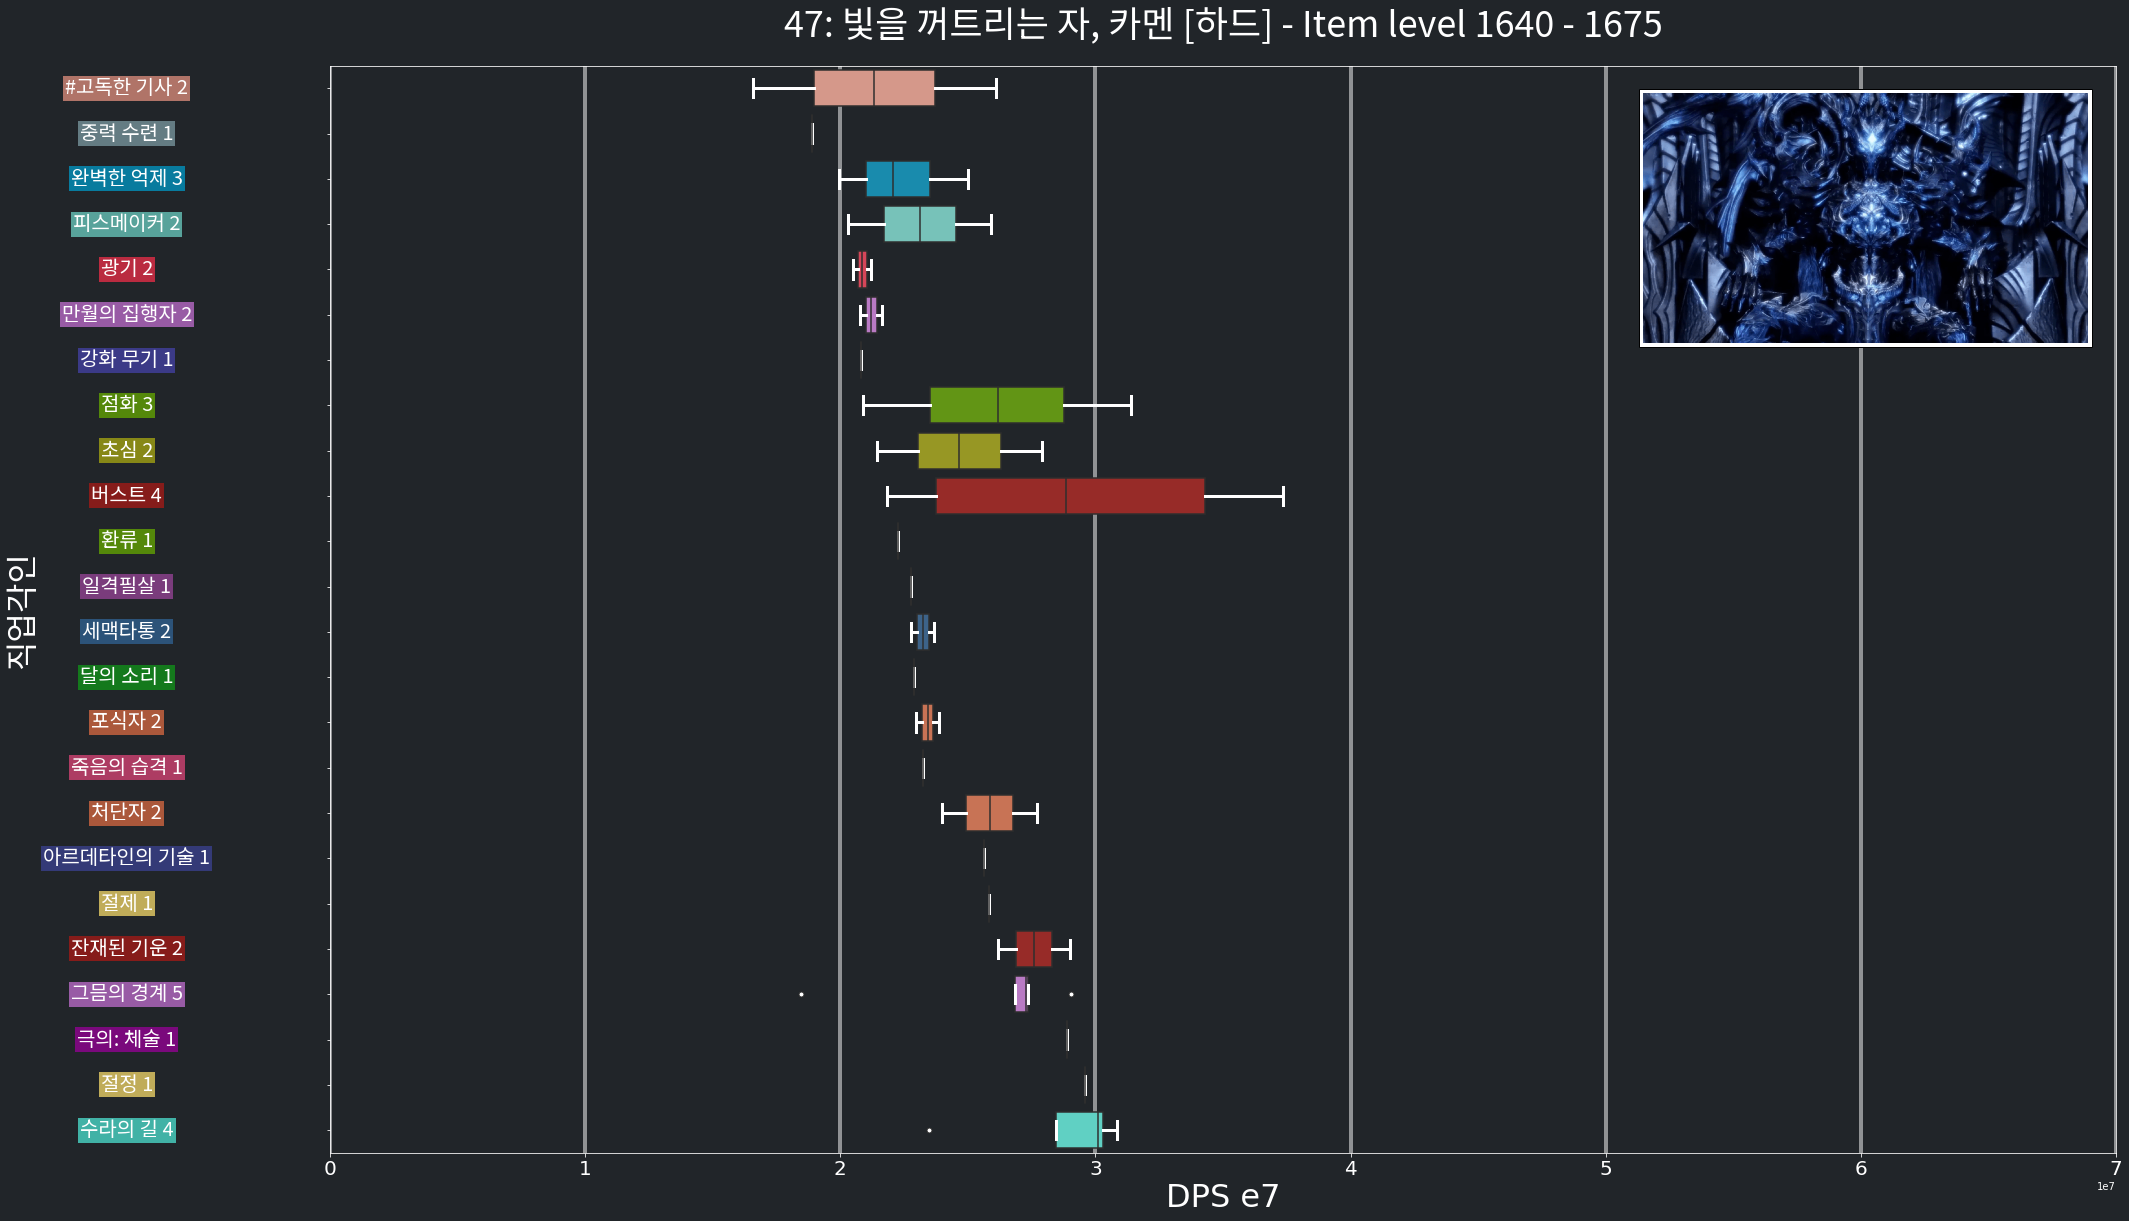 47: 빛을 꺼트리는 자, 카멘 [하드] - Item level 1640 - 1675
직업각인
#고독한 기사 2
중력 수련 1
완벽한 억제 3
피스메이커 2
광기 2
만월의 집행자 2
강화 무기 1
점화 3
초심 2
버스트 4
환류 1
일격필살 1
세맥타통 2
달의 소리 1
포식자 2
죽음의 습격 1
처단자 2
아르데타인의 기술 1
절제 1
잔재된 기운 2
그믐의 경계 5
극의: 체술 1
절정 1
수라의 길 4
0 1 2 3 4 5 6 7
1e7
DPS e7